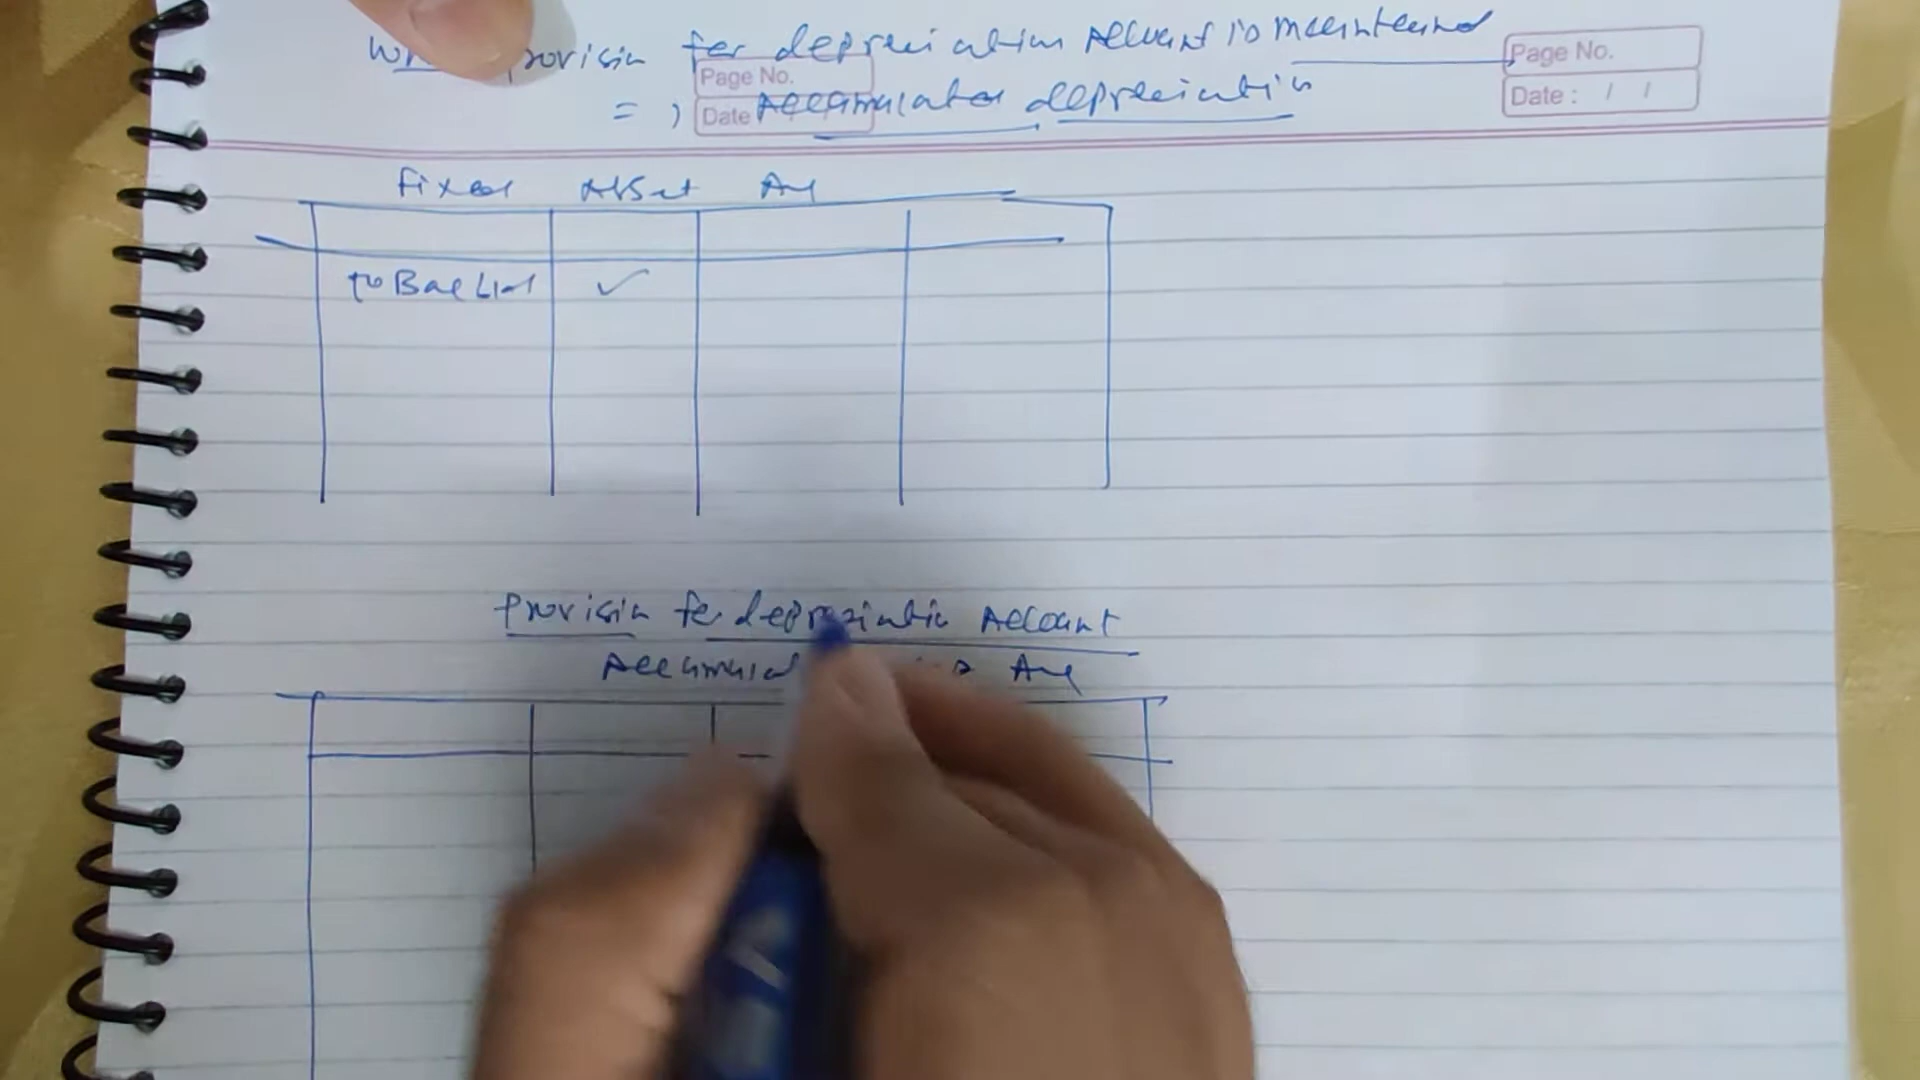 When provision for depreciation Account is maintained
Page No.
Page No.
=) Accumulated depreciation
Date
Date : / /
Fixed Asset A/c
to Bal
Provision for depreciation Account
A/c